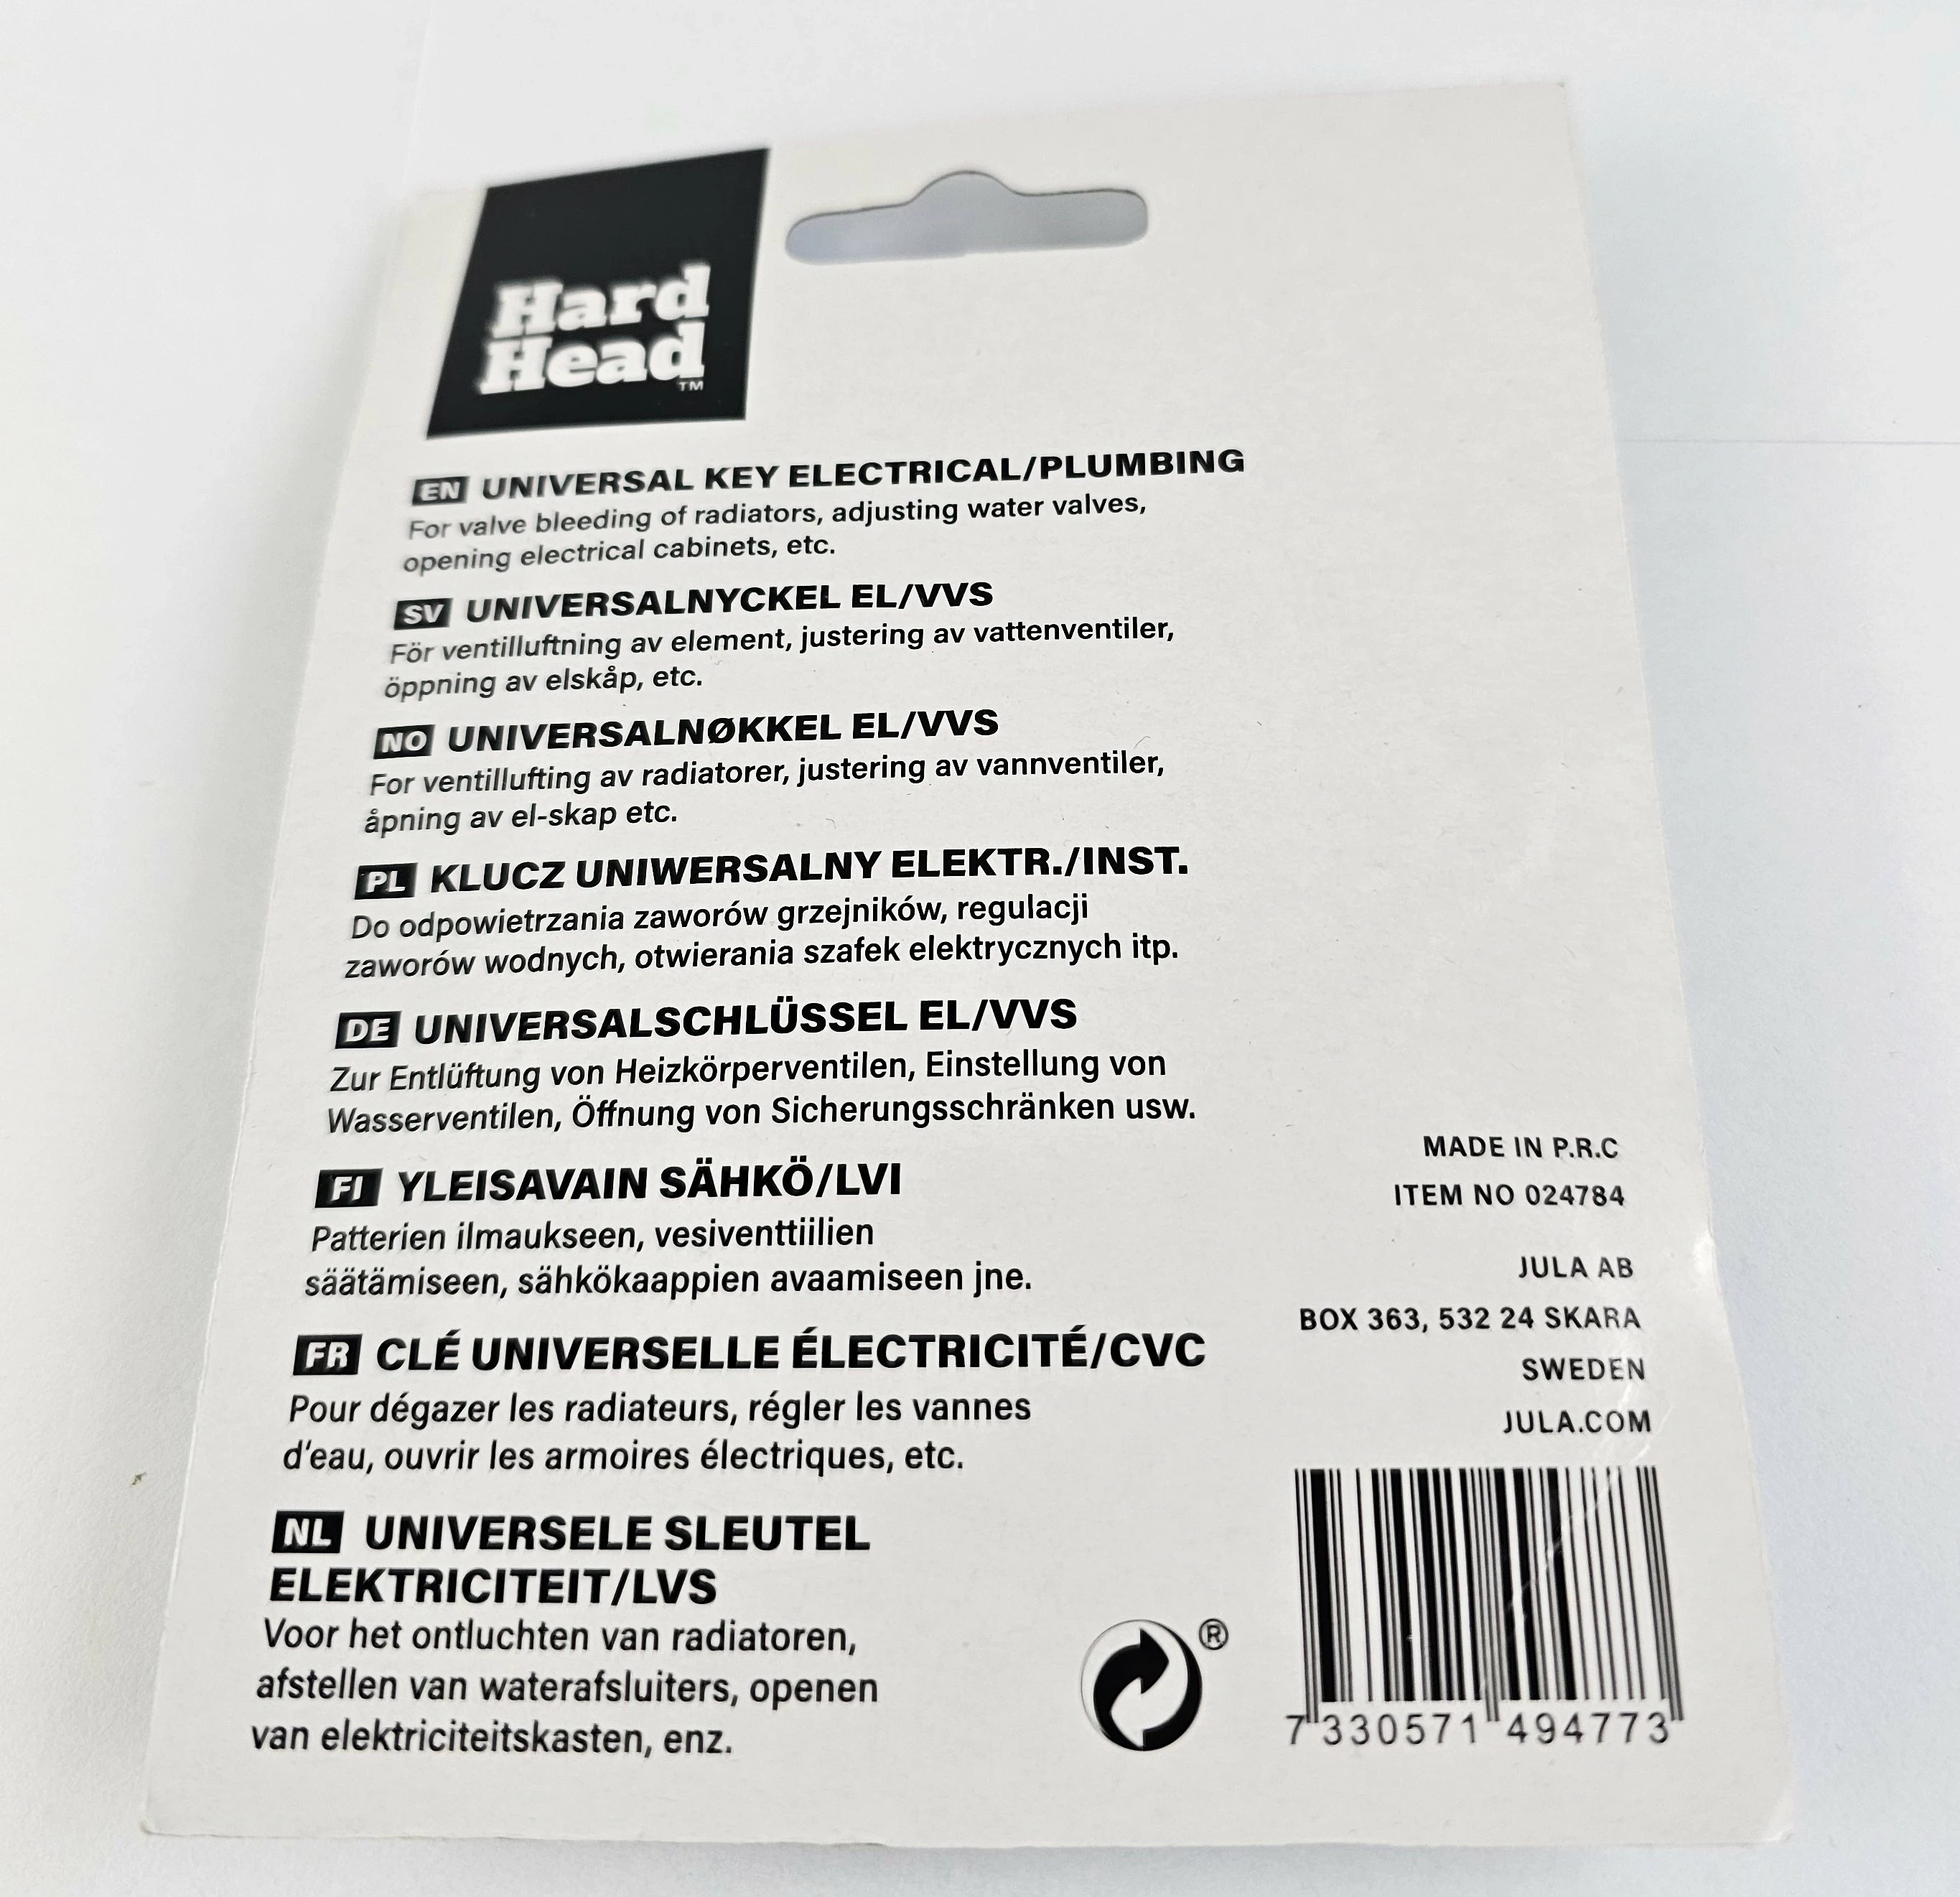 Hard
Head
TM
EN UNIVERSAL KEY ELECTRICAL/PLUMBING
For valve bleeding of radiators, adjusting water valves,
opening electrical cabinets, etc.
SV UNIVERSALNYCKEL EL/VVS
För ventilluftning av element, justering av vattenventiler,
öppning av elskåp, etc.
NO UNIVERSALNØKKEL EL/VVS
For ventillufting av radiatorer, justering av vannventiler,
åpning av el-skap etc.
PL KLUCZ UNIWERSALNY ELEKTR./INST.
Do odpowietrzania zaworów grzejników, regulacji
zaworów wodnych, otwierania szafek elektrycznych itp.
DE UNIVERSALSCHLÜSSEL EL/VVS
Zur Entlüftung von Heizkörperventilen, Einstellung von
Wasserventilen, Öffnung von Sicherungsschränken usw.
FI YLEISAVAIN SÄHKÖ/LVI
Patterien ilmaukseen, vesiventtiilien
säätämiseen, sähkökaappien avaamiseen jne.
FR CLÉ UNIVERSELLE ÉLECTRICITÉ/CVC
Pour dégazer les radiateurs, régler les vannes
d'eau, ouvrir les armoires électriques, etc.
NL UNIVERSELE SLEUTEL
ELEKTRICITEIT/LVS
Voor het ontluchten van radiatoren,
afstellen van waterafsluiters, openen
van elektriciteitskasten, enz.
MADE IN P.R.C
ITEM NO 024784
JULA AB
BOX 363, 532 24 SKARA
SWEDEN
JULA.COM
®
7 330571 494773